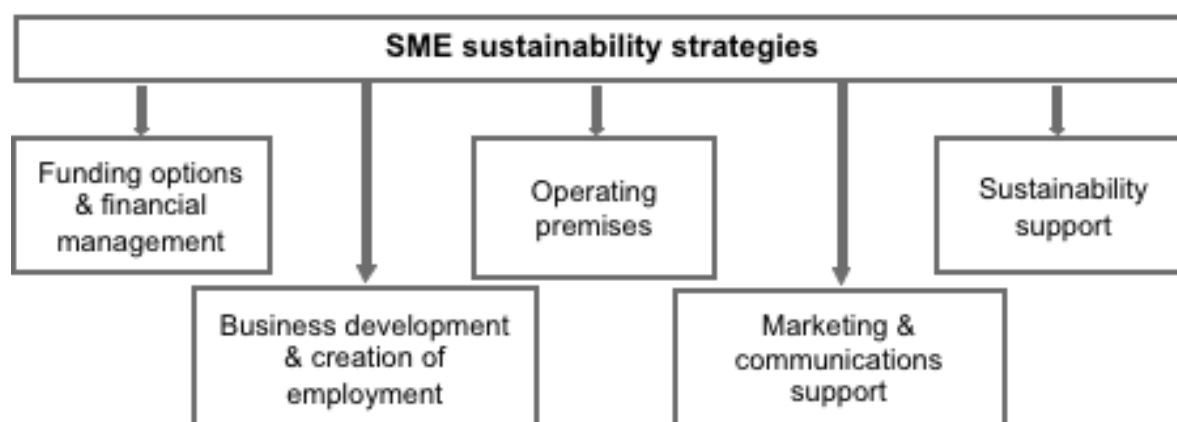 SME sustainability strategies
Funding options
& financial
management
Operating
premises
Sustainability
support
Business development
& creation of
employment
Marketing &
communications
support